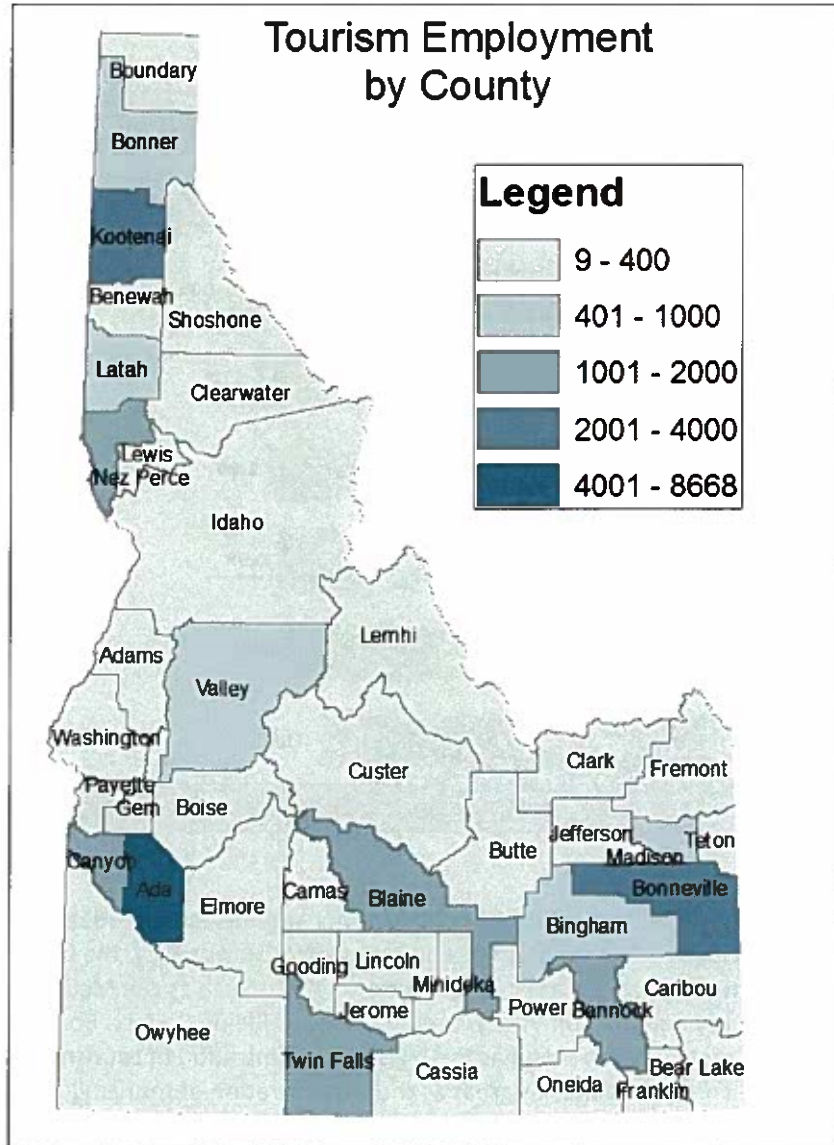 Tourism Employment
by County
Legend
9 - 400
401 - 1000
1001 - 2000
2001 - 4000
4001 - 8668
Boundary
Bonner
Kootenai
Benewah
Shoshone
Latah
Clearwater
Lewis
Nez Perce
Idaho
Lemhi
Adams
Valley
Washington
Custer
Clark
Fremont
Payette
Gem
Boise
Butte
Jefferson
Madison
Teton
Canyon
Ada
Elmore
Camas
Blaine
Bonneville
Bingham
Gooding
Lincoln
Minidoka
Jerome
Power
Bannock
Caribou
Owyhee
Twin Falls
Cassia
Oneida
Franklin
Bear Lake